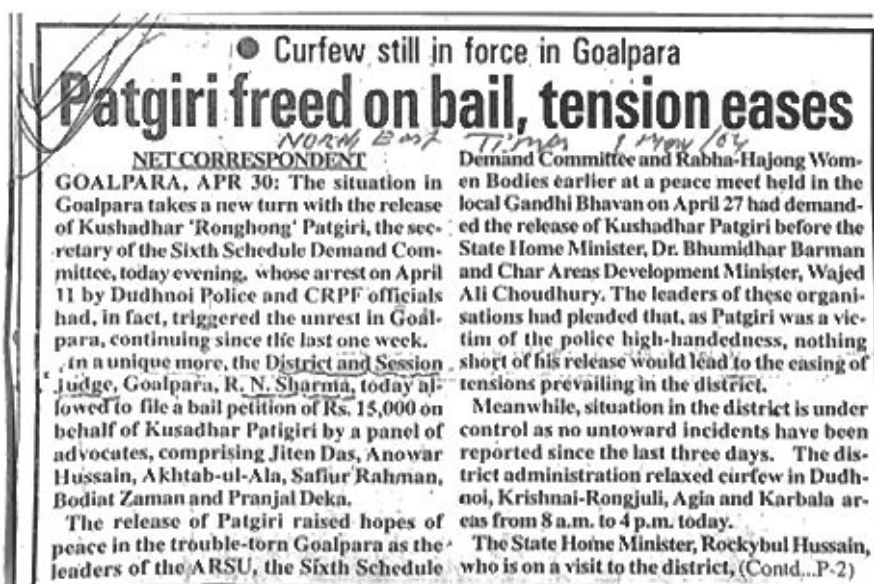 Curfew still in force in Goalpara
Patgiri freed on bail, tension eases
North East Times 1 May/04
NET CORRESPONDENT
GOALPARA, APR 30: The situation in
Goalpara takes a new turn with the release
of Kushadhar 'Ronghong' Patgiri, the sec-
retary of the Sixth Schedule Demand Com-
mittee, today evening, whose arrest on April
11 by Dudhnoi Police and CRPF officials
had, in fact, triggered the unrest in Goal-
para, continuing since the last one week.
In a unique more, the District and Session
Judge, Goalpara, R. N. Sharma, today al-
lowed to file a bail petition of Rs. 15,000 on
behalf of Kusadhar Patigiri by a panel of
advocates, comprising Jiten Das, Anowar
Hussain, Akhtab-ul-Ala, Safiur Rahman,
Bodiat Zaman and Pranjal Deka.
The release of Patgiri raised hopes of
peace in the trouble-torn Goalpara as the
leaders of the ARSU, the Sixth Schedule
Demand Committee and Rabha-Hajong Wom-
en Bodies earlier at a peace meet held in the
local Gandhi Bhavan on April 27 had demand-
ed the release of Kushadhar Patgiri before the
State Home Minister, Dr. Bhumidhar Barman
and Char Areas Development Minister, Wajed
Ali Choudhury. The leaders of these organi-
sations had pleaded that, as Patgiri was a vic-
tim of the police high-handedness, nothing
short of his release would lead to the easing of
tensions prevailing in the district.
Meanwhile, situation in the district is under
control as no untoward incidents have been
reported since the last three days. The dis-
trict administration relaxed curfew in Dudh-
noi, Krishnai-Rongjuli, Agia and Karbala ar-
eas from 8 a.m. to 4 p.m. today.
The State Home Minister, Rockybul Hussain,
who is on a visit to the district, (Contd...P-2)